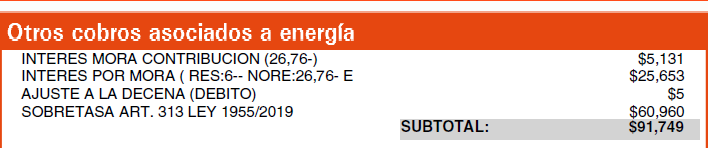 Otros cobros asociados a energía
INTERES MORA CONTRIBUCION (26,76-) $5,131
INTERES POR MORA ( RES:6-- NORE:26,76- E $25,653
AJUSTE A LA DECENA (DEBITO) $5
SOBRETASA ART. 313 LEY 1955/2019 $60,960
SUBTOTAL: $91,749